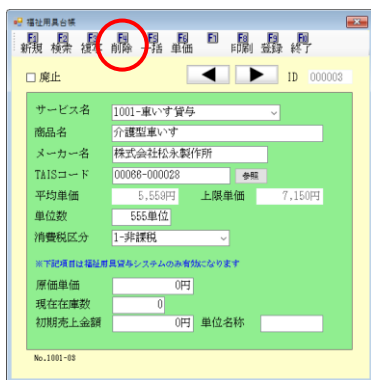 福祉用具台帳
F1 F2 F3 F4 F5 F6 F7 F8 F9
新規 検索 複写 削除 一括 単価 印刷 登録 終了
廃止 ID 000003
サービス名 1001-車いす貸与
商品名 介護型車いす
メーカー名 株式会社松永製作所
TAISコード 00066-000028 参照
平均単価 5,559円 上限単価 7,150円
単位数 555単位
消費税区分 1-非課税
※下記項目は福祉用具貸与システムのみ有効になります
原価単価 0円
現在在庫数 0
初期売上金額 0円 単位名称
No.1001-03